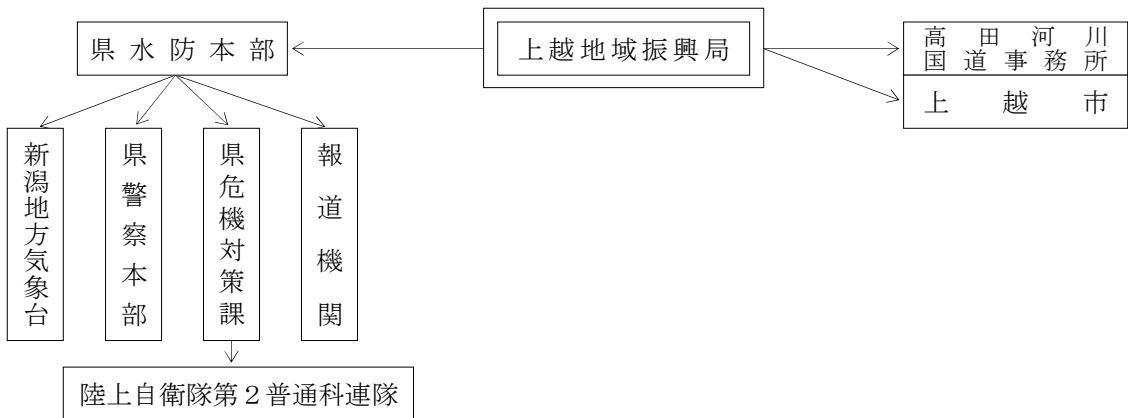 県水防本部
上越地域振興局
高田河川
国道事務所
上越市
新潟地方気象台
県警察本部
県危機対策課
報道機関
陸上自衛隊第２普通科連隊